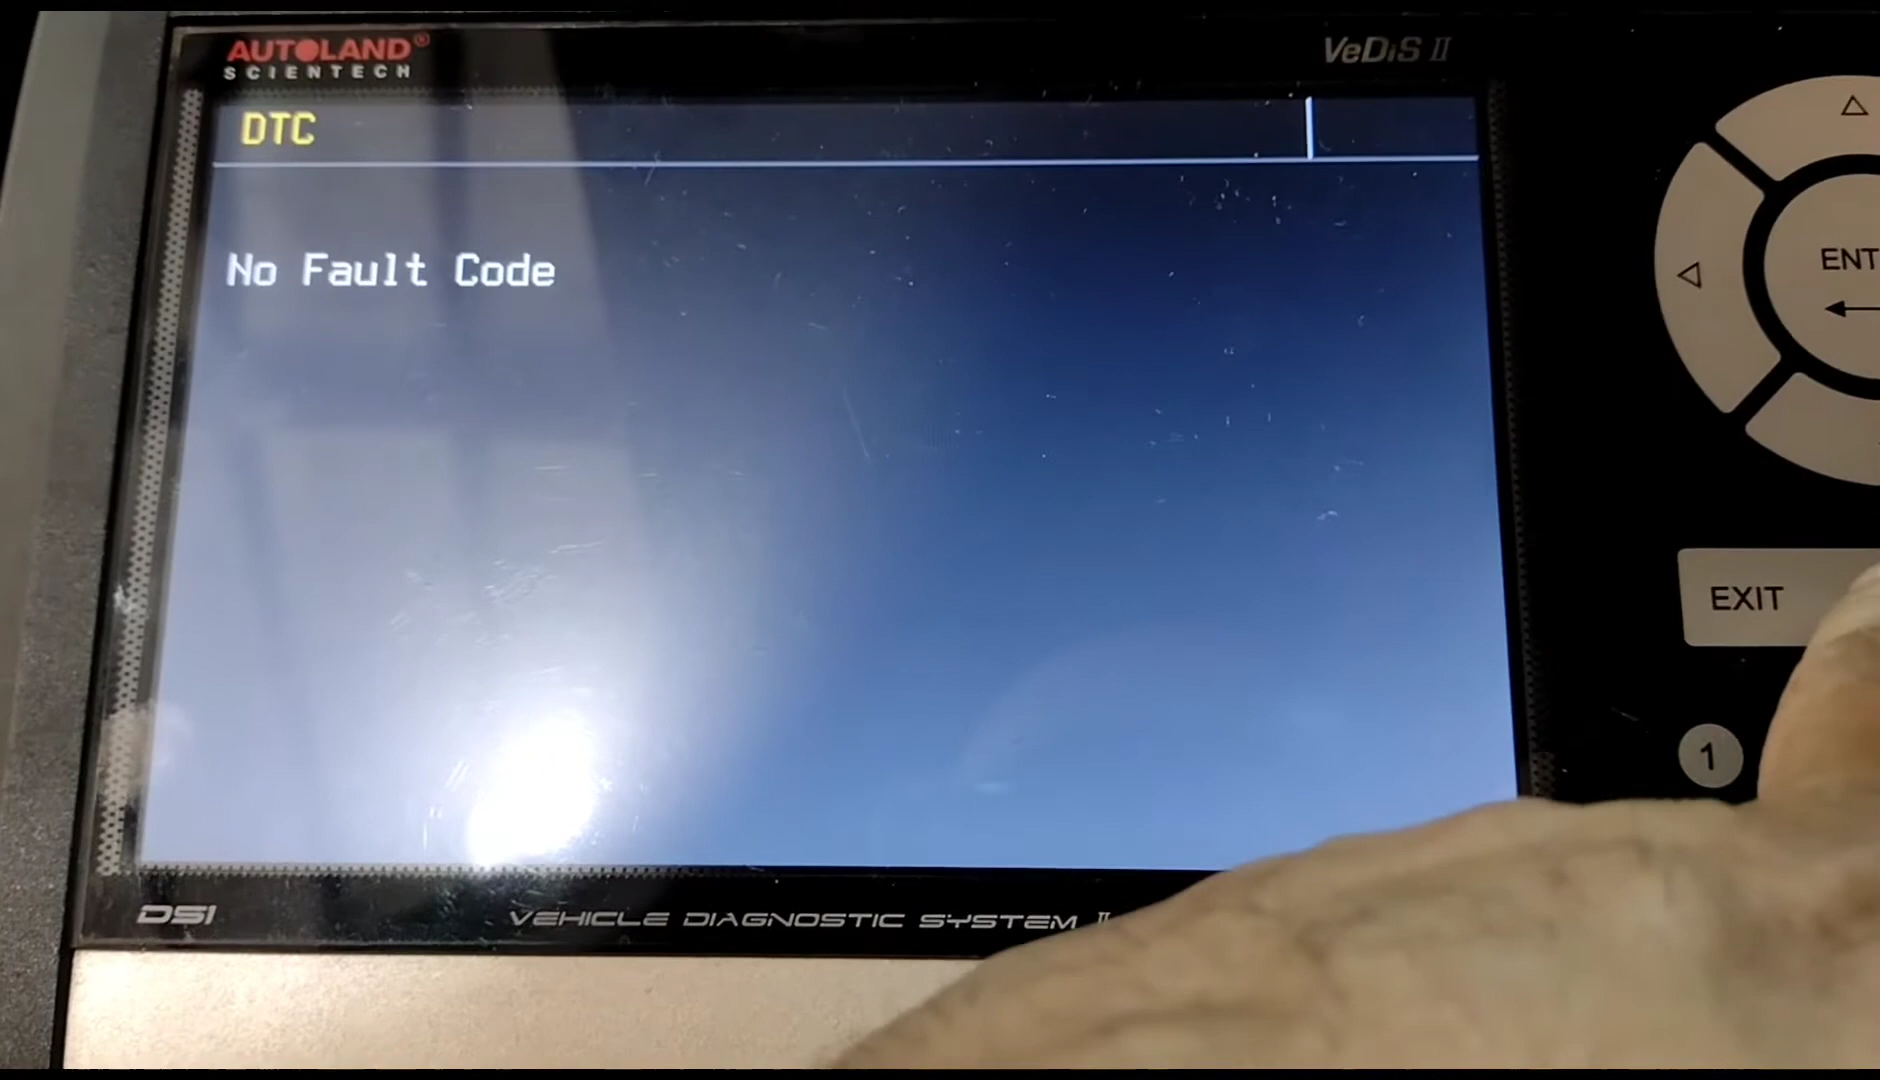 AUTOLAND®
SCIENTECH
VeDiS II
DTC
No Fault Code
ENT
EXIT
1
DSI
VEHICLE DIAGNOSTIC SYSTEM II